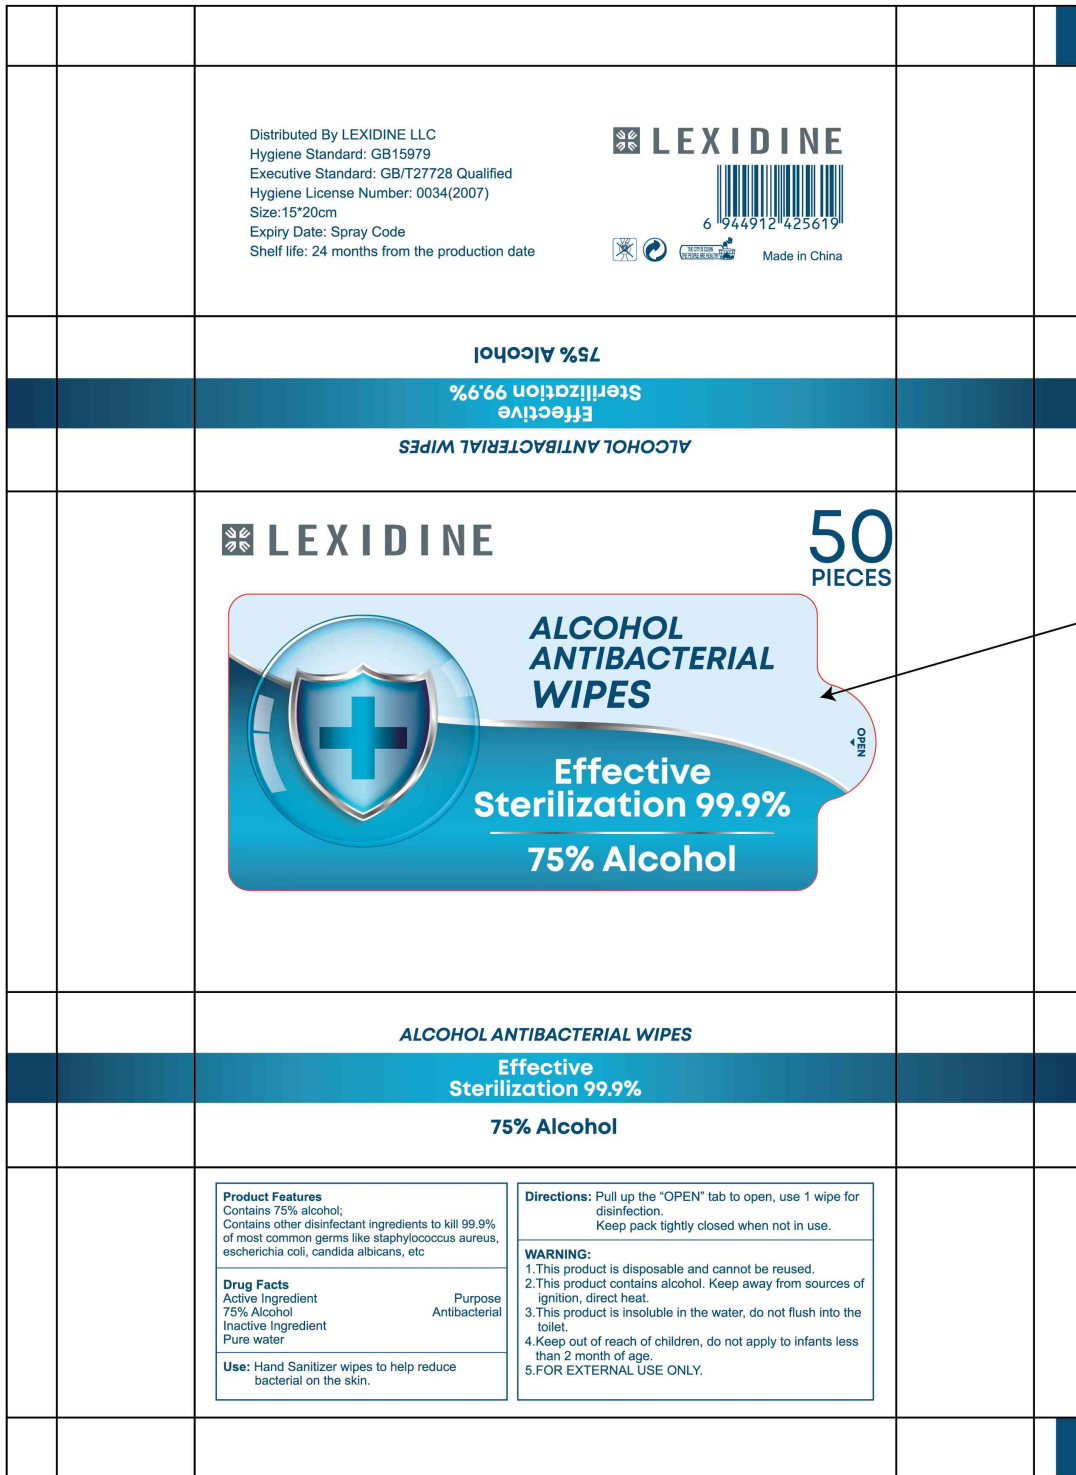 Distributed By LEXIDINE LLC
Hygiene Standard: GB15979
Executive Standard: GB/T27728 Qualified
Hygiene License Number: 0034(2007)
Size:15*20cm
Expiry Date: Spray Code
Shelf life: 24 months from the production date
LEXIDINE
6 944912 425619
THE CITY IS CLEAN
THE PEOPLE ARE HEALTHY
Made in China
ALCOHOL ANTIBACTERIAL WIPES
Effective
Sterilization 99.9%
75% Alcohol
LEXIDINE
50
PIECES
ALCOHOL
ANTIBACTERIAL
WIPES
OPEN
Effective
Sterilization 99.9%
75% Alcohol
ALCOHOL ANTIBACTERIAL WIPES
Effective
Sterilization 99.9%
75% Alcohol
Product Features
Contains 75% alcohol;
Contains other disinfectant ingredients to kill 99.9%
of most common germs like staphylococcus aureus,
escherichia coli, candida albicans, etc
Drug Facts
Active Ingredient Purpose
75% Alcohol Antibacterial
Inactive Ingredient
Pure water
Use: Hand Sanitizer wipes to help reduce
bacterial on the skin.
Directions: Pull up the “OPEN” tab to open, use 1 wipe for
disinfection.
Keep pack tightly closed when not in use.
WARNING:
1.This product is disposable and cannot be reused.
2.This product contains alcohol. Keep away from sources of
ignition, direct heat.
3.This product is insoluble in the water, do not flush into the
toilet.
4.Keep out of reach of children, do not apply to infants less
than 2 month of age.
5.FOR EXTERNAL USE ONLY.